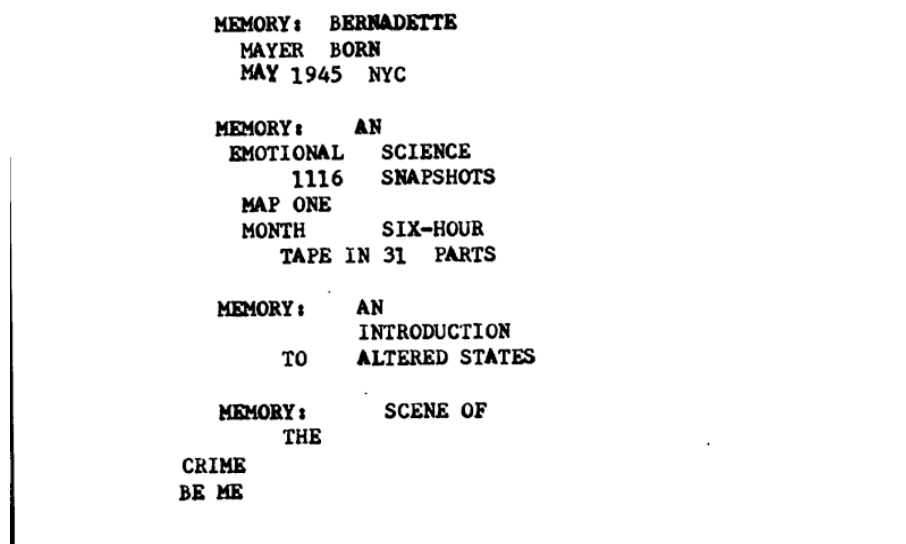 MEMORY: BERNADETTE
MAYER BORN
MAY 1945 NYC
MEMORY: AN
EMOTIONAL SCIENCE
1116 SNAPSHOTS
MAP ONE
MONTH SIX-HOUR
TAPE IN 31 PARTS
MEMORY: AN
INTRODUCTION
TO ALTERED STATES
MEMORY: SCENE OF
THE
CRIME
BE ME